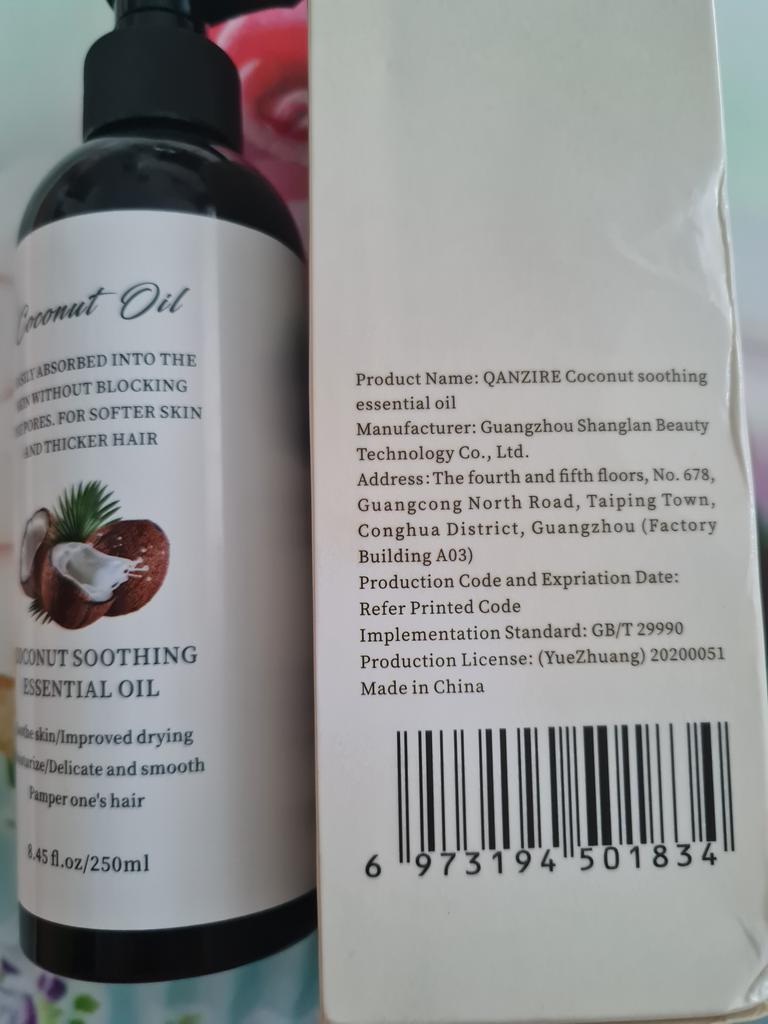 Coconut Oil
ABSORBED INTO THE
WITHOUT BLOCKING
PORES. FOR SOFTER SKIN
AND THICKER HAIR
COCONUT SOOTHING
ESSENTIAL OIL
skin/Improved drying
/Delicate and smooth
Pamper one's hair
8.45 fl.oz/250ml
Product Name: QANZIRE Coconut soothing
essential oil
Manufacturer: Guangzhou Shanglan Beauty
Technology Co., Ltd.
Address: The fourth and fifth floors, No. 678,
Guangcong North Road, Taiping Town,
Conghua District, Guangzhou (Factory
Building A03)
Production Code and Expriation Date:
Refer Printed Code
Implementation Standard: GB/T 29990
Production License: (YueZhuang) 20200051
Made in China
6 973194 501834